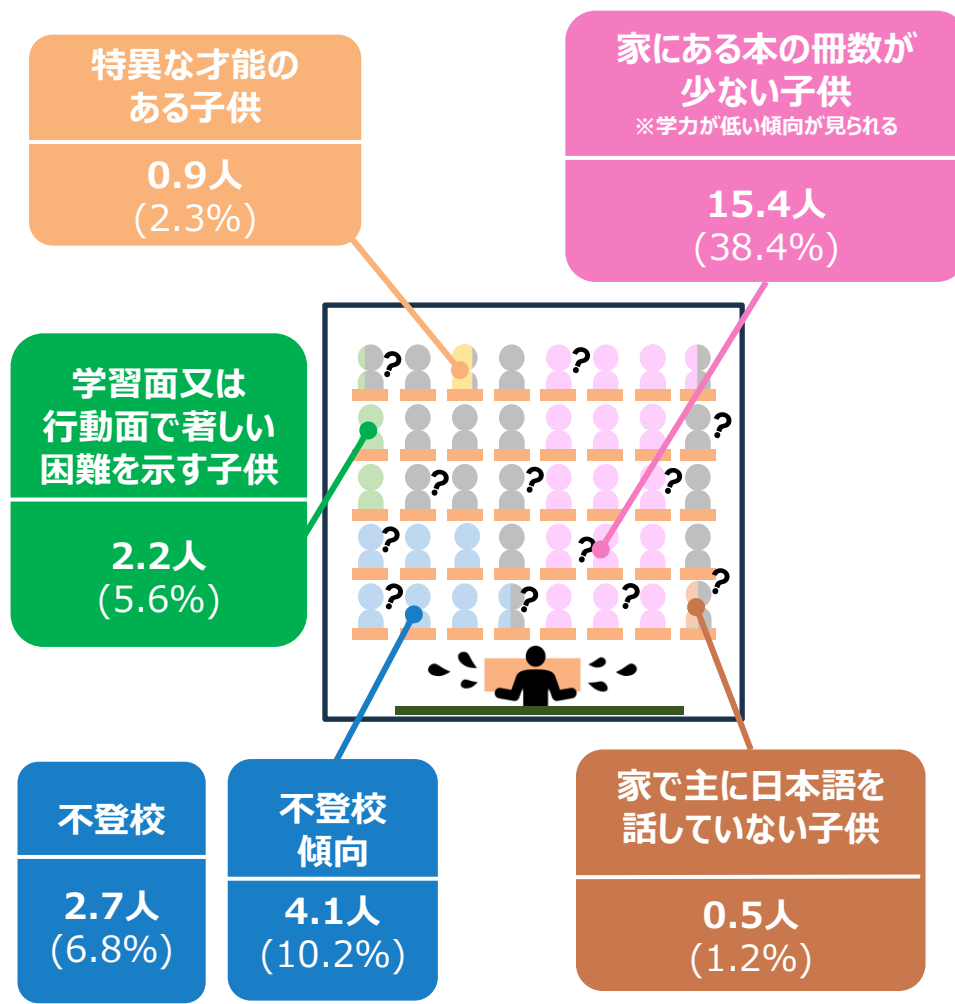 特異な才能の
ある子供
0.9人
(2.3%)
家にある本の冊数が
少ない子供
※学力が低い傾向が見られる
15.4人
(38.4%)
学習面又は
行動面で著しい
困難を示す子供
2.2人
(5.6%)
?
?
?
?
?
?
?
?
?
?
?
?
?
不登校
2.7人
(6.8%)
不登校
傾向
4.1人
(10.2%)
家で主に日本語を
話していない子供
0.5人
(1.2%)